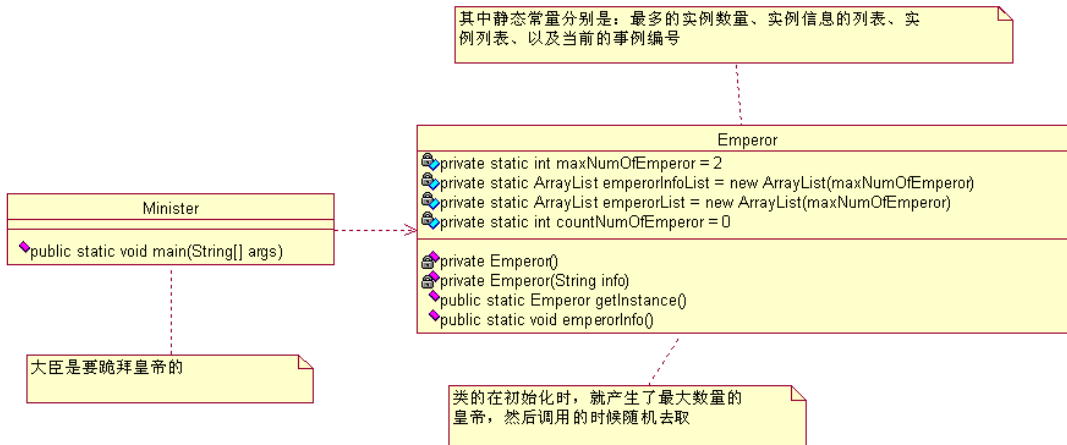 其中静态常量分别是：最多的实例数量、实例信息的列表、实
例列表、以及当前的事例编号
Emperor
private static int maxNumOfEmperor = 2
private static ArrayList emperorInfoList = new ArrayList(maxNumOfEmperor)
private static ArrayList emperorList = new ArrayList(maxNumOfEmperor)
private static int countNumOfEmperor = 0
private Emperor()
private Emperor(String info)
public static Emperor getInstance()
public static void emperorInfo()
Minister
public static void main(String[] args)
大臣是要跪拜皇帝的
类的在初始化时，就产生了最大数量的
皇帝，然后调用的时候随机去取